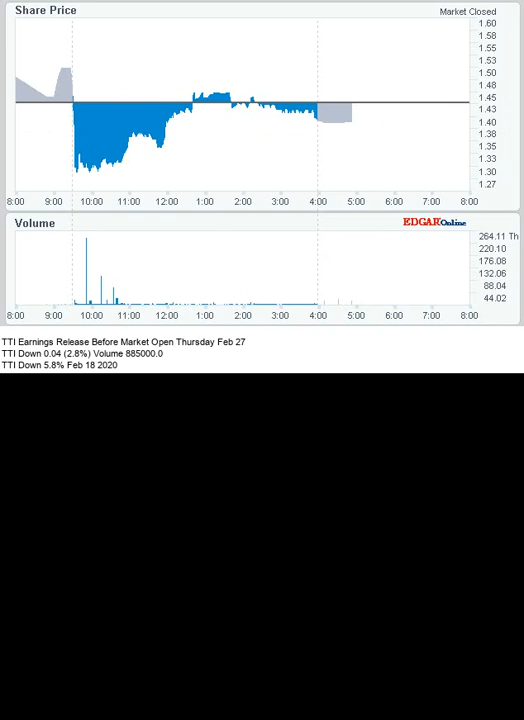 Share Price
Market Closed
1.60
1.58
1.55
1.53
1.50
1.48
1.45
1.43
1.40
1.38
1.35
1.33
1.30
1.27
8:00 9:00 10:00 11:00 12:00 1:00 2:00 3:00 4:00 5:00 6:00 7:00 8:00
Volume
EDGAROnline
264.11 Th
220.10
176.08
132.06
88.04
44.02
8:00 9:00 10:00 11:00 12:00 1:00 2:00 3:00 4:00 5:00 6:00 7:00 8:00
TTI Earnings Release Before Market Open Thursday Feb 27
TTI Down 0.04 (2.8%) Volume 885000.0
TTI Down 5.8% Feb 18 2020